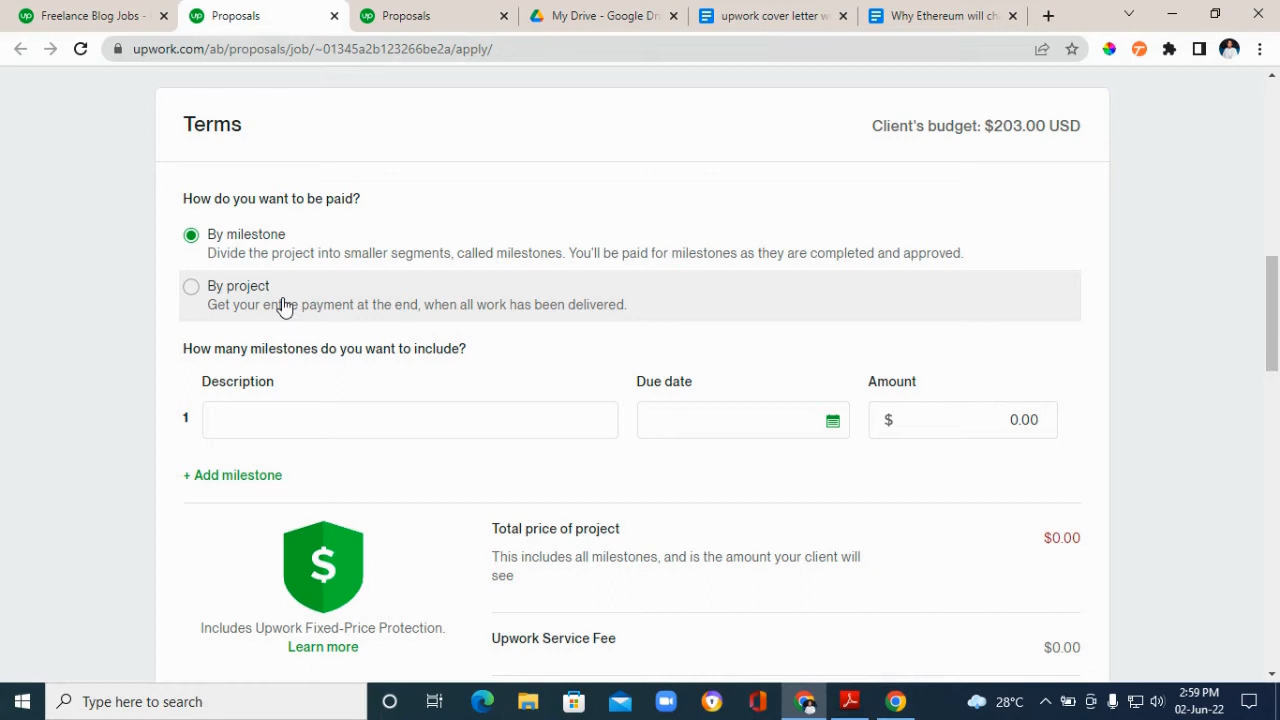 Freelance Blog Jobs -
Proposals
Proposals
My Drive - Google Dr
upwork cover letter w
Why Ethereum will ch
upwork.com/ab/proposals/job/~01345a2b123266be2a/apply/
Terms
Client's budget: $203.00 USD
How do you want to be paid?
By milestone
Divide the project into smaller segments, called milestones. You'll be paid for milestones as they are completed and approved.
By project
Get your entire payment at the end, when all work has been delivered.
How many milestones do you want to include?
Description
Due date
Amount
1
$
0.00
+ Add milestone
$
Includes Upwork Fixed-Price Protection.
Learn more
Total price of project
$0.00
This includes all milestones, and is the amount your client will
see
Upwork Service Fee
$0.00
Type here to search
28°C
2:59 PM
02-Jun-22